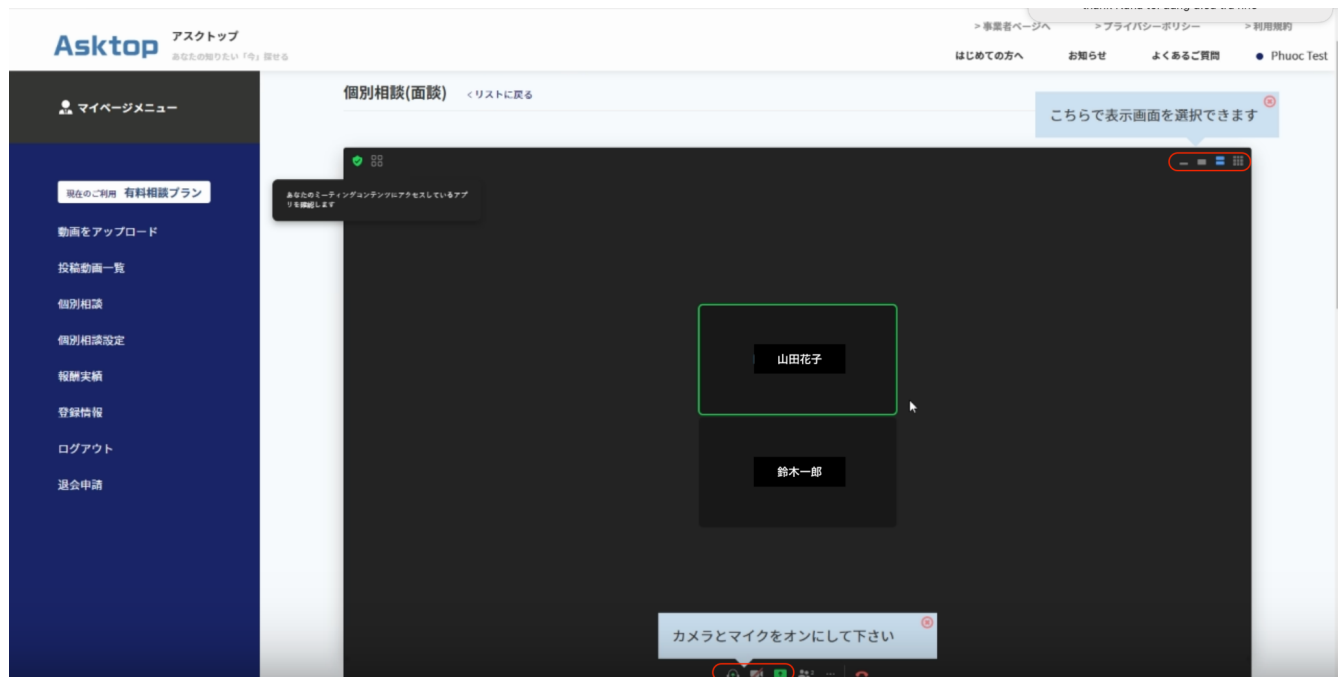 > 事業者ページへ
> プライバシーポリシー
> 利用規約
Asktop アスクトップ
あなたの知りたい「今」探せる
はじめての方へ
お知らせ
よくあるご質問
Phuoc Test
マイページメニュー
個別相談(面談)
< リストに戻る
こちらで表示画面を選択できます
現在のご利用 有料相談プラン
あなたのミーティングコンテンツにアクセスしているアプ
リを確認します
動画をアップロード
投稿動画一覧
個別相談
個別相談設定
報酬実績
登録情報
ログアウト
退会申請
山田花子
鈴木一郎
カメラとマイクをオンにして下さい